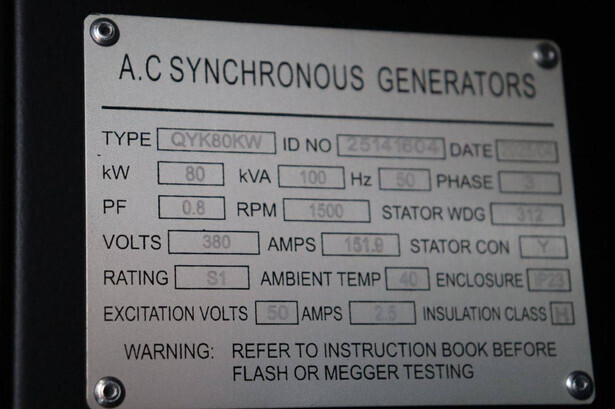 A.C SYNCHRONOUS GENERATORS
TYPE QYK80KW ID NO 25141604 DATE
kW 80 kVA 100 Hz 50 PHASE 3
PF 0.8 RPM 1500 STATOR WDG 312
VOLTS 380 AMPS 151.9 STATOR CON Y
RATING S1 AMBIENT TEMP 40 ENCLOSURE IP23
EXCITATION VOLTS 50 AMPS 2.5 INSULATION CLASS H
WARNING: REFER TO INSTRUCTION BOOK BEFORE
FLASH OR MEGGER TESTING